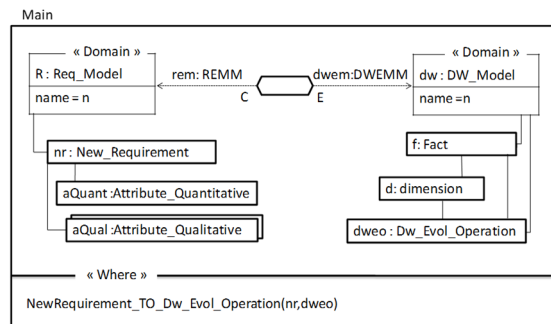 Main
« Domain »
R : Req_Model
name = n
rem: REMM
C
dwem:DWEMM
E
« Domain »
dw : DW_Model
name =n
nr : New_Requirement
aQuant :Attribute_Quantitative
aQual :Attribute_Qualitative
f: Fact
d: dimension
dweo : Dw_Evol_Operation
« Where »
NewRequirement_TO_Dw_Evol_Operation(nr,dweo)